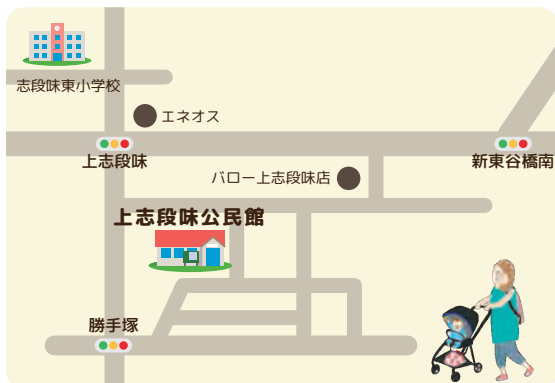 志段味東小学校
エネオス
上志段味
新東谷橋南
バロー上志段味店
上志段味公民館
勝手塚